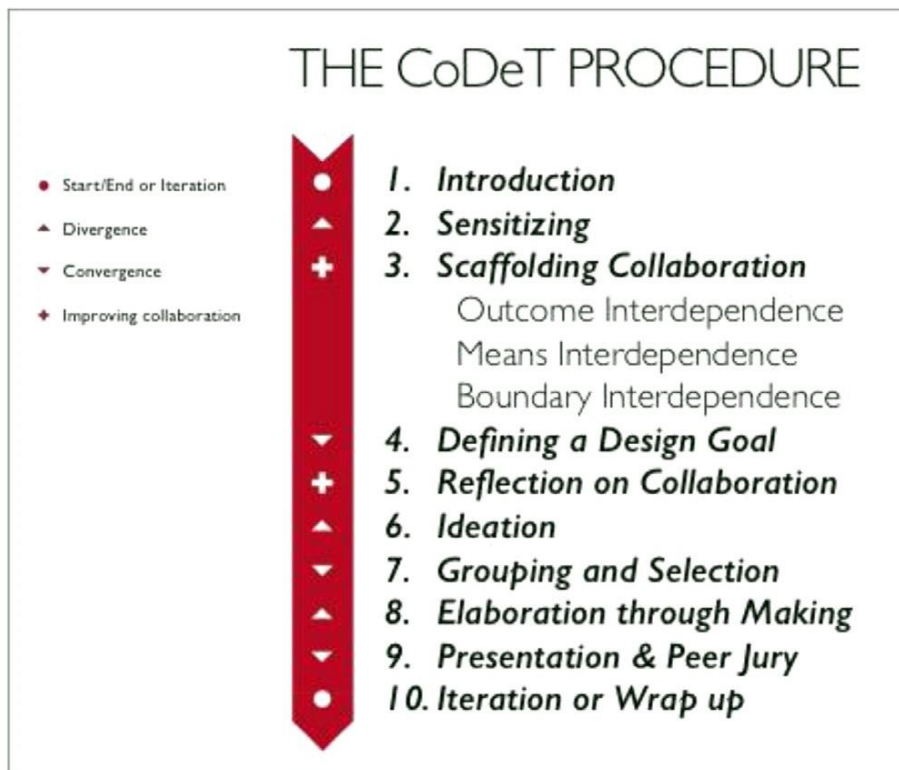 THE CoDeT PROCEDURE
Start/End or Iteration
Divergence
Convergence
Improving collaboration
1. Introduction
2. Sensitizing
3. Scaffolding Collaboration
Outcome Interdependence
Means Interdependence
Boundary Interdependence
4. Defining a Design Goal
5. Reflection on Collaboration
6. Ideation
7. Grouping and Selection
8. Elaboration through Making
9. Presentation & Peer Jury
10. Iteration or Wrap up